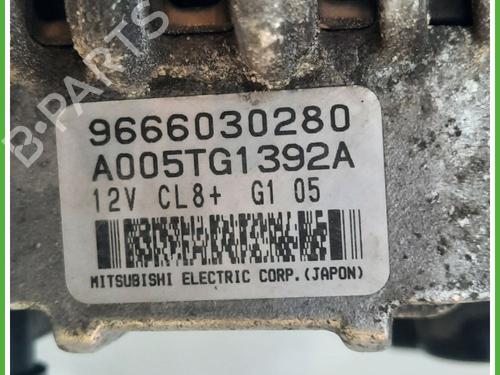 B-PARTS
9666030280
A005TG1392A
12V CL8+ G1 05
MITSUBISHI ELECTRIC CORP.(JAPON)